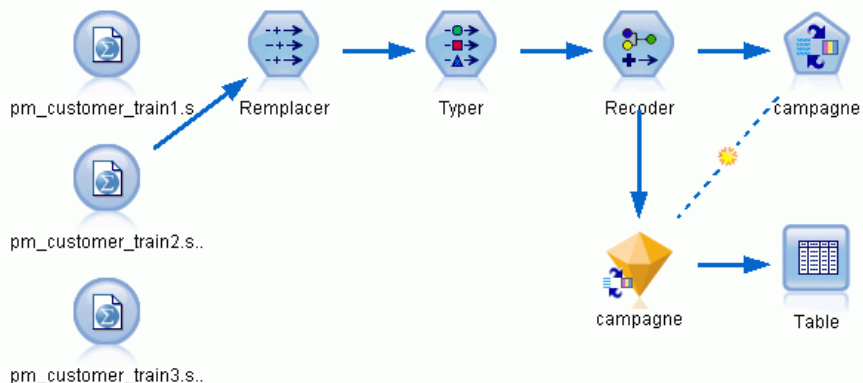 pm_customer_train1.s..
Remplacer
Typer
Recoder
campagne
pm_customer_train2.s..
campagne
Table
pm_customer_train3.s..